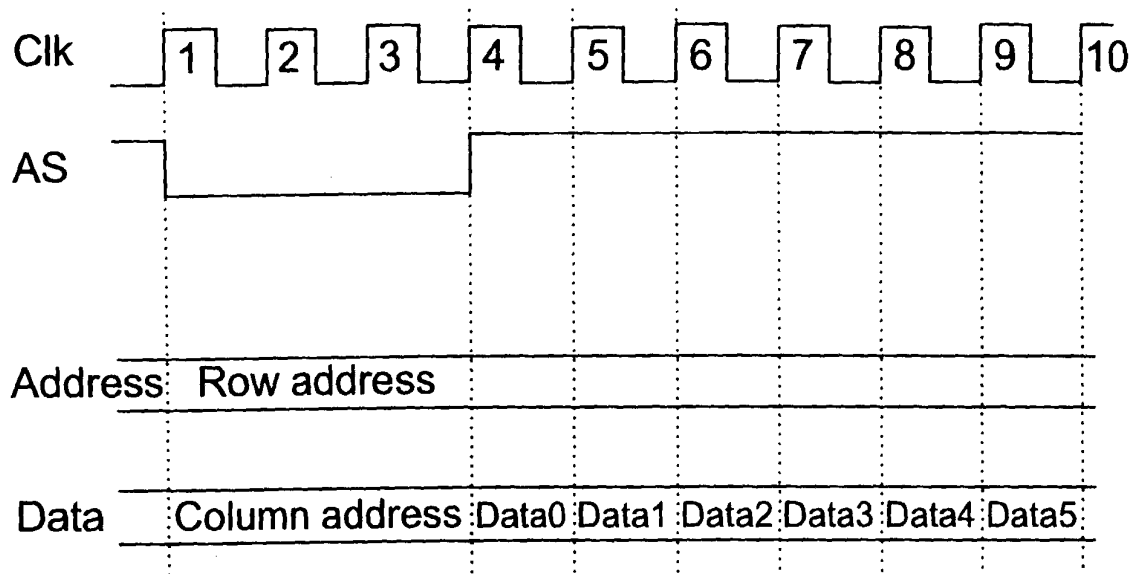 Clk 1 2 3 4 5 6 7 8 9 10
AS
Address Row address
Data Column address Data0 Data1 Data2 Data3 Data4 Data5